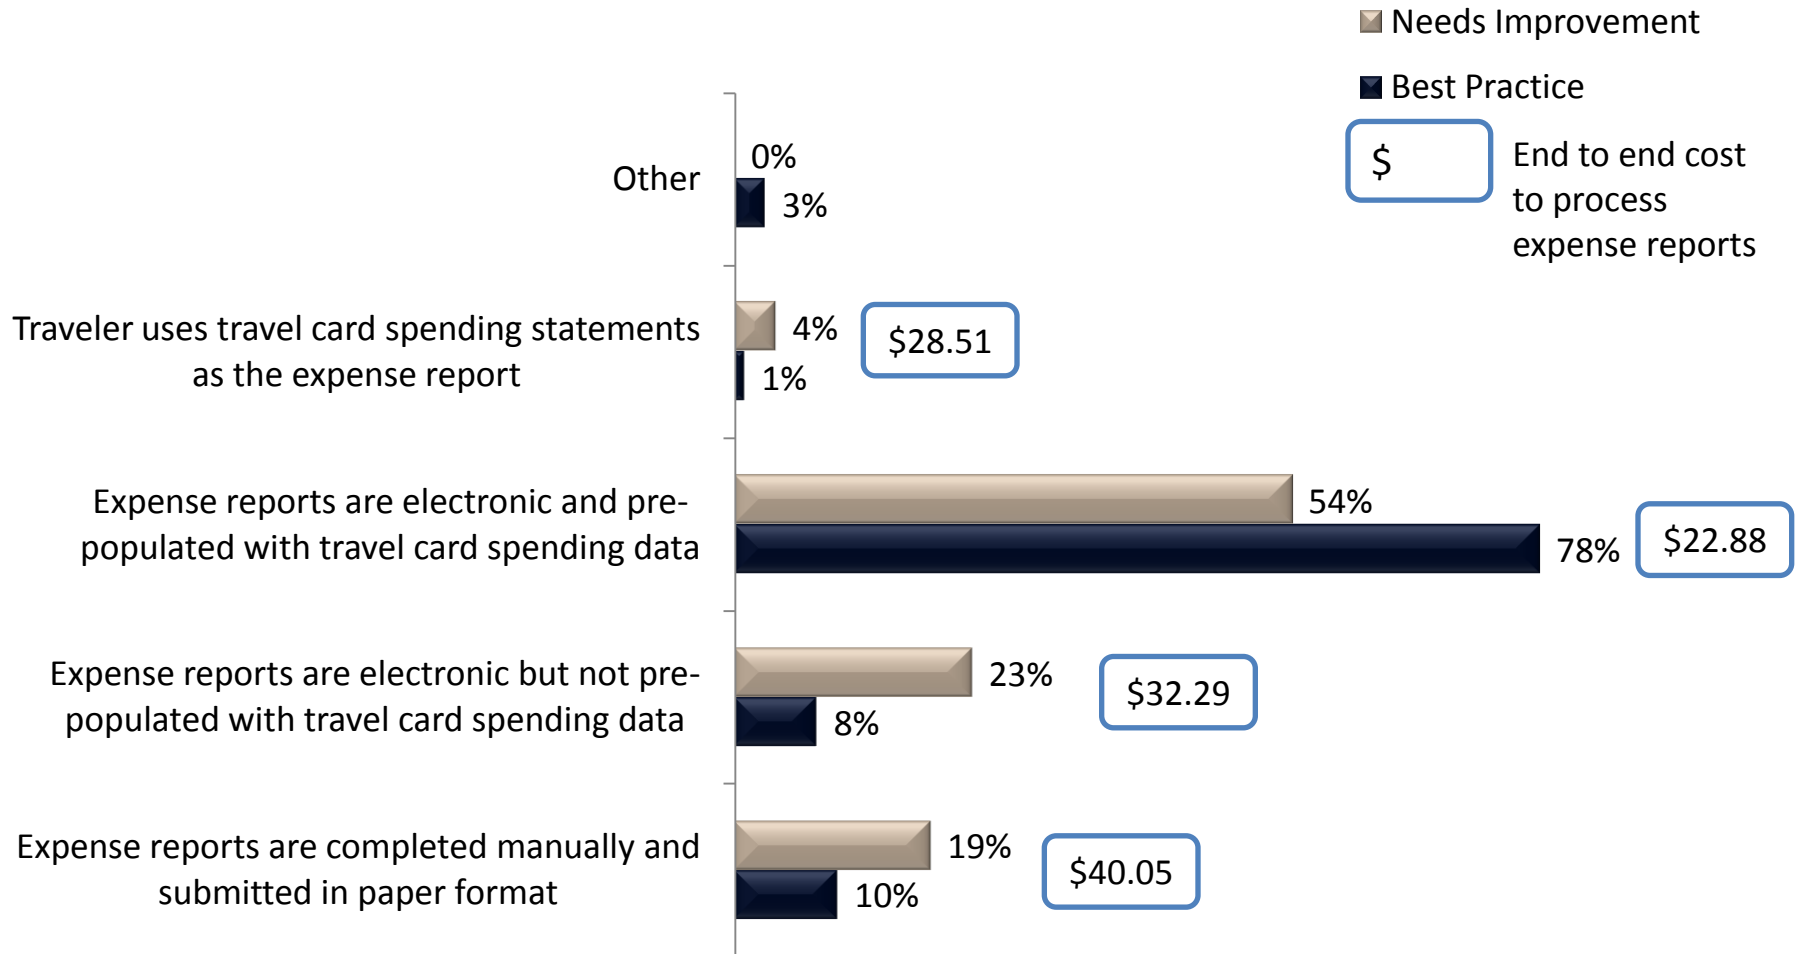 Needs Improvement
Best Practice
$
End to end cost
to process
expense reports
Other
0%
3%
Traveler uses travel card spending statements
as the expense report
4%
1%
$28.51
Expense reports are electronic and pre-
populated with travel card spending data
54%
78%
$22.88
Expense reports are electronic but not pre-
populated with travel card spending data
23%
8%
$32.29
Expense reports are completed manually and
submitted in paper format
19%
10%
$40.05